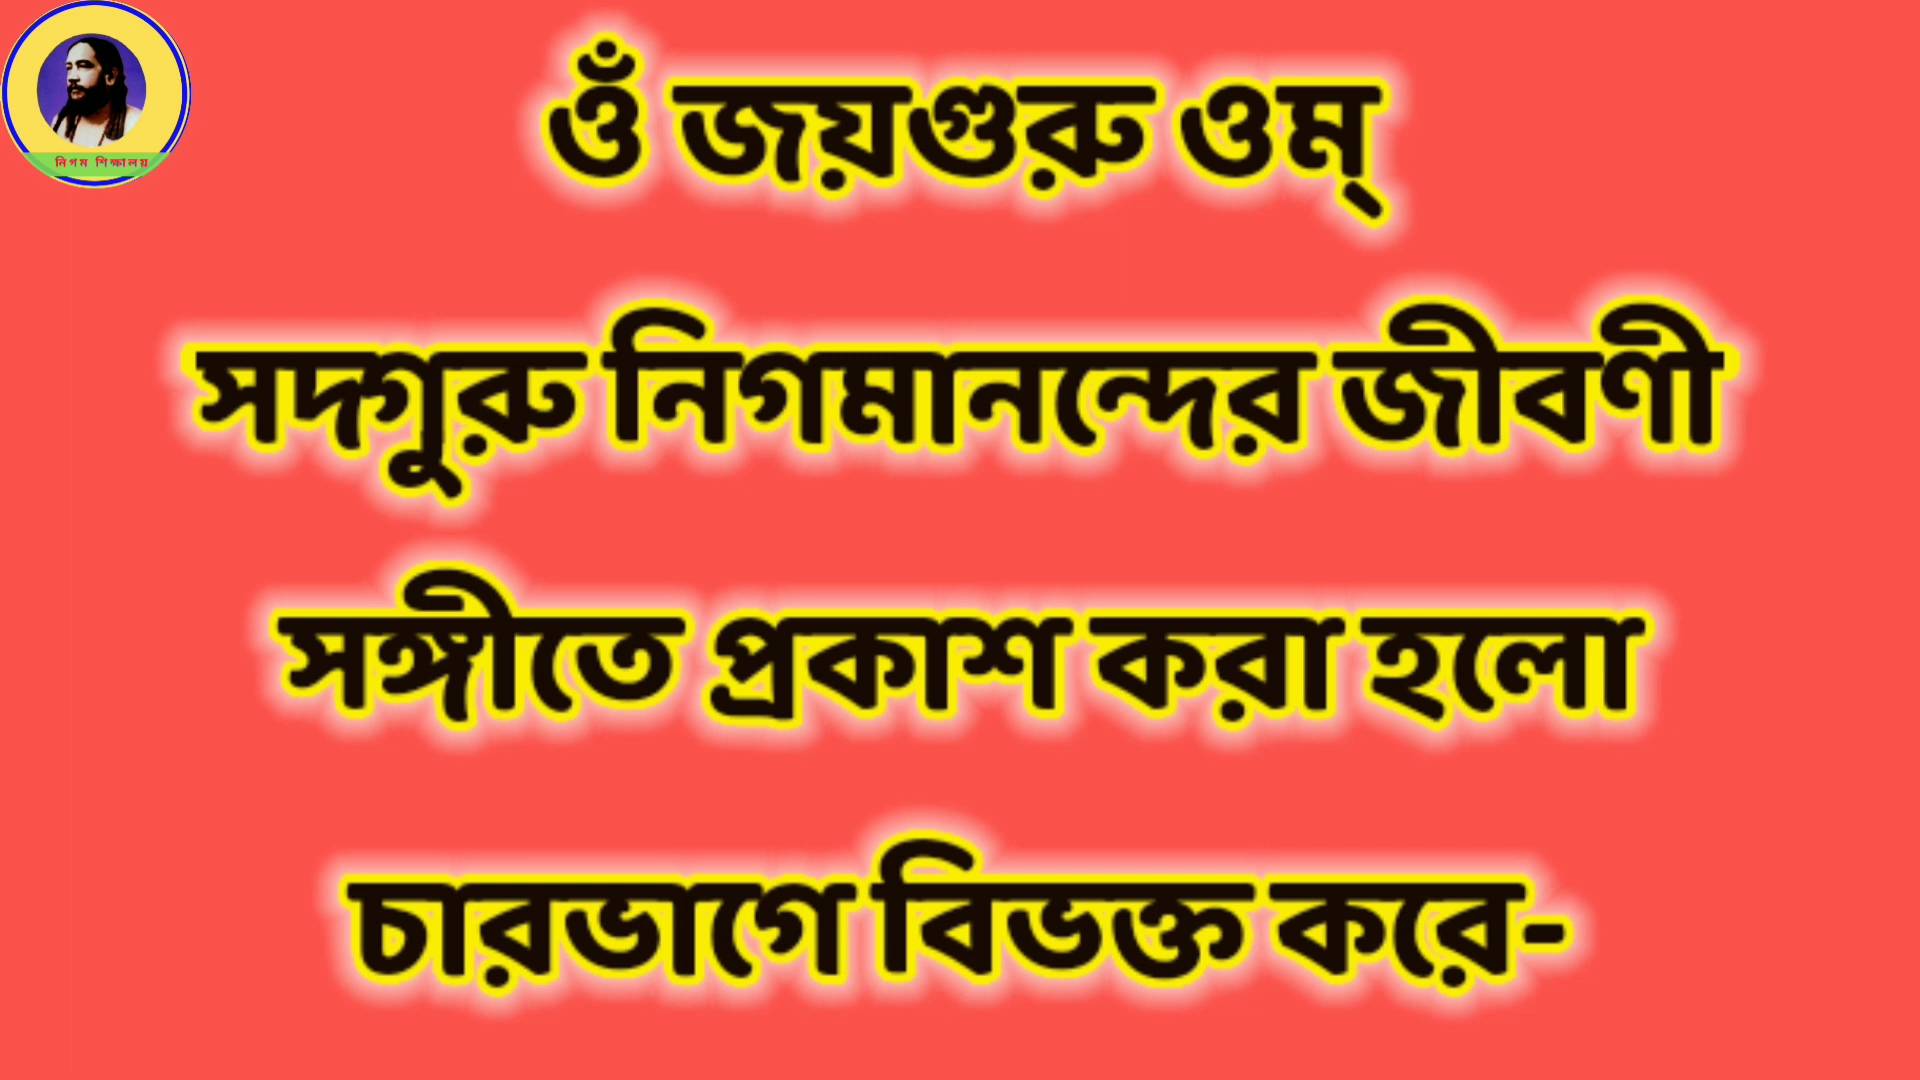 নিগম শিক্ষালয়
ওঁ জয়গুরু ওম্
সদ্গুরু নিগমানন্দের জীবণী
সঙ্গীতে প্রকাশ করা হলো
চারভাগে বিভক্ত করে-